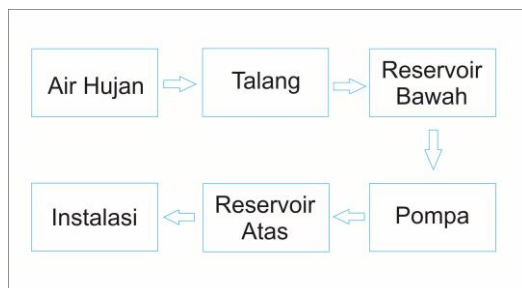 Air Hujan
Talang
Reservoir
Bawah
Pompa
Reservoir
Atas
Instalasi